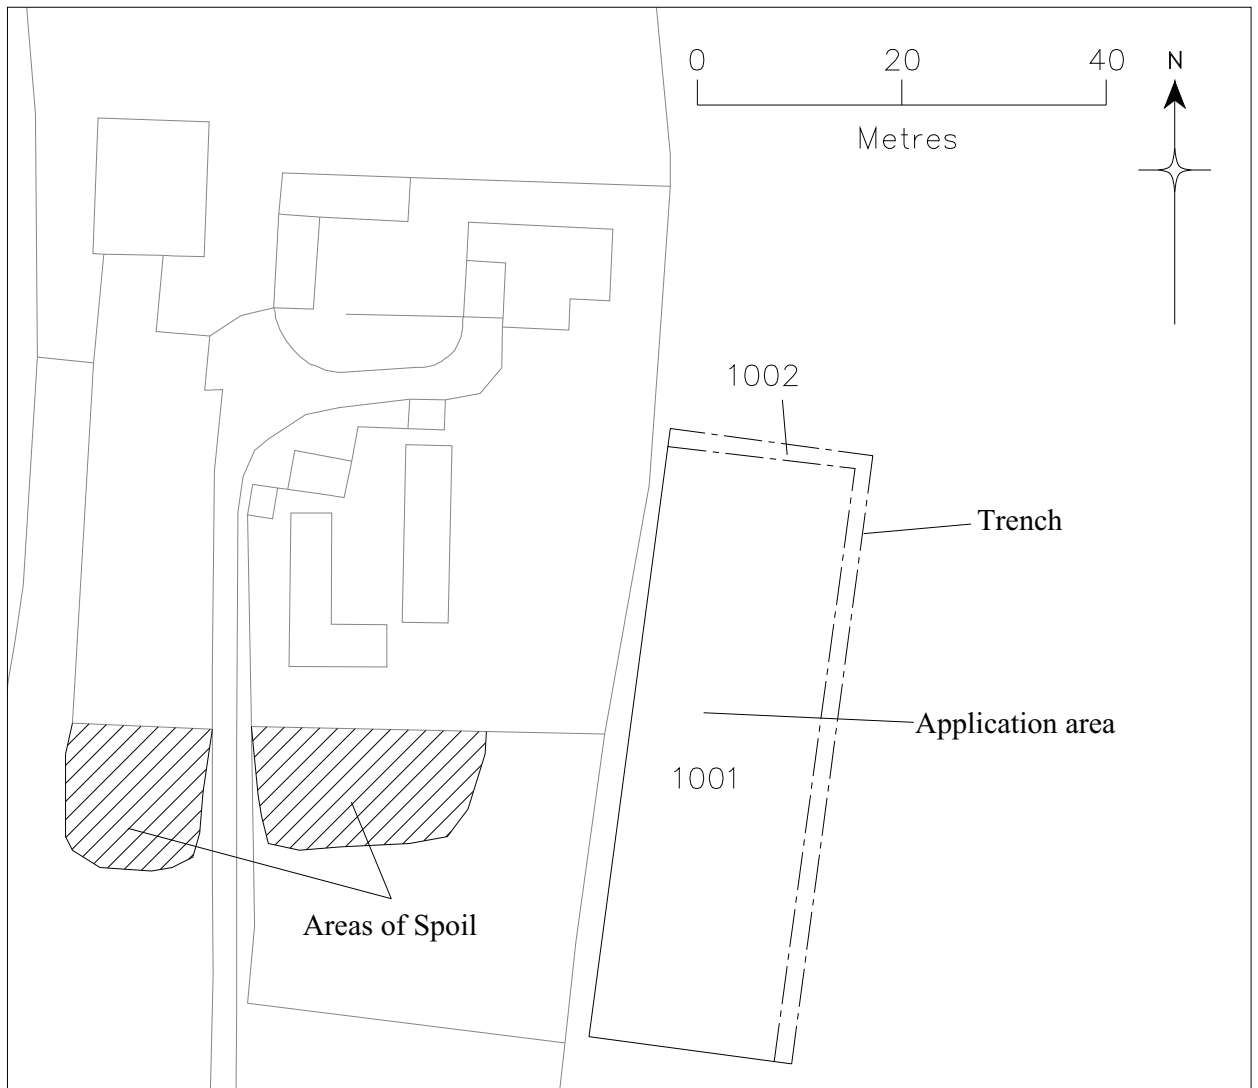 0 20 40 N
Metres
1002
Trench
Application area
1001
Areas of Spoil